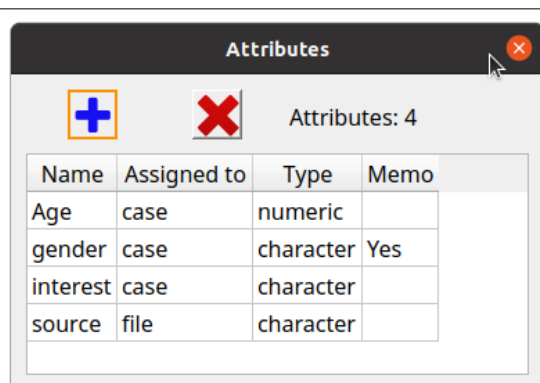 Attributes
Attributes: 4
Name Assigned to Type Memo
Age case numeric
gender case character Yes
interest case character
source file character